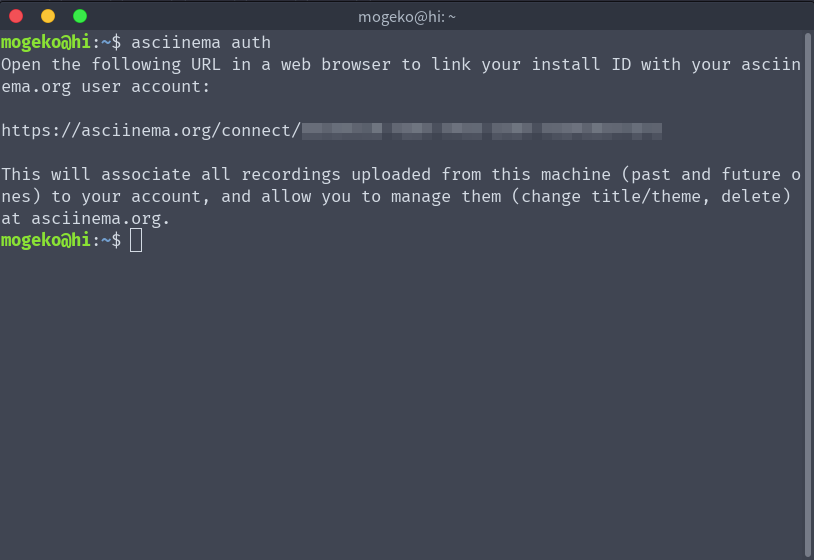 mogeko@hi: ~
mogeko@hi:~$ asciinema auth
Open the following URL in a web browser to link your install ID with your asciin
ema.org user account:
https://asciinema.org/connect/
This will associate all recordings uploaded from this machine (past and future o
nes) to your account, and allow you to manage them (change title/theme, delete)
at asciinema.org.
mogeko@hi:~$